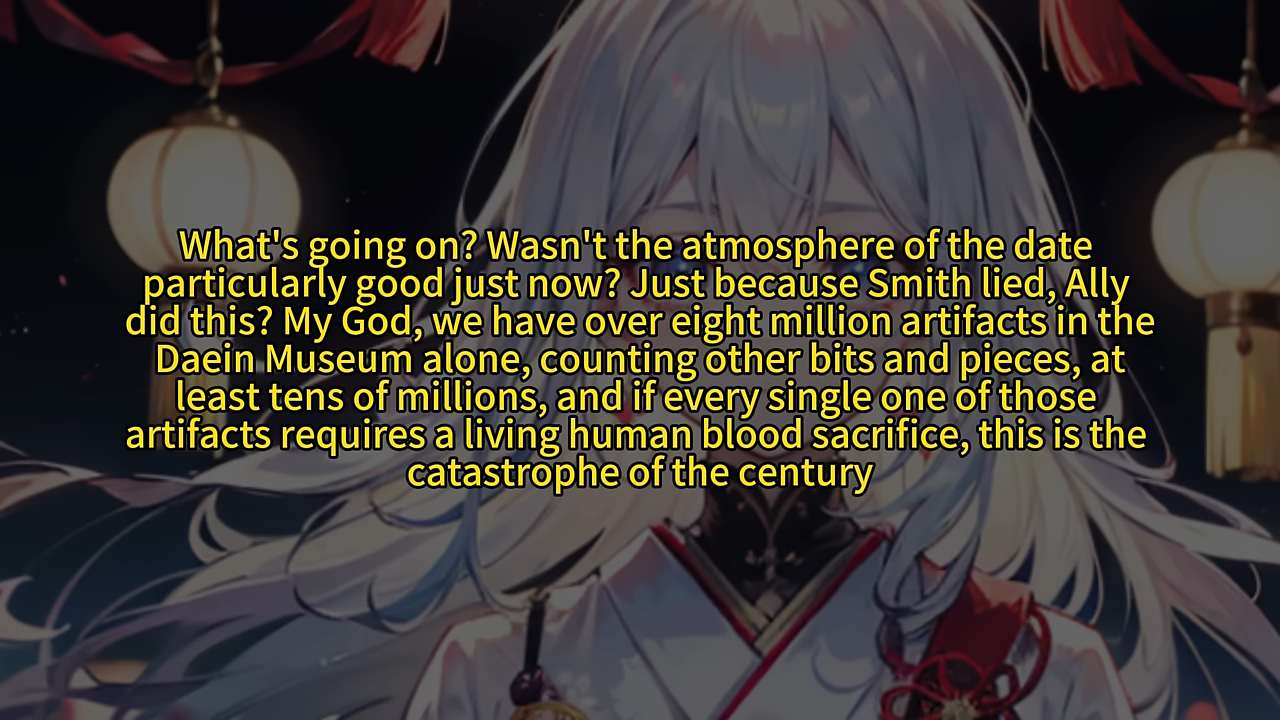 What's going on? Wasn't the atmosphere of the date
particularly good just now? Just because Smith lied, Ally
did this? My God, we have over eight million artifacts in the
Daein Museum alone, counting other bits and pieces, at
least tens of millions, and if every single one of those
artifacts requires a living human blood sacrifice, this is the
catastrophe of the century